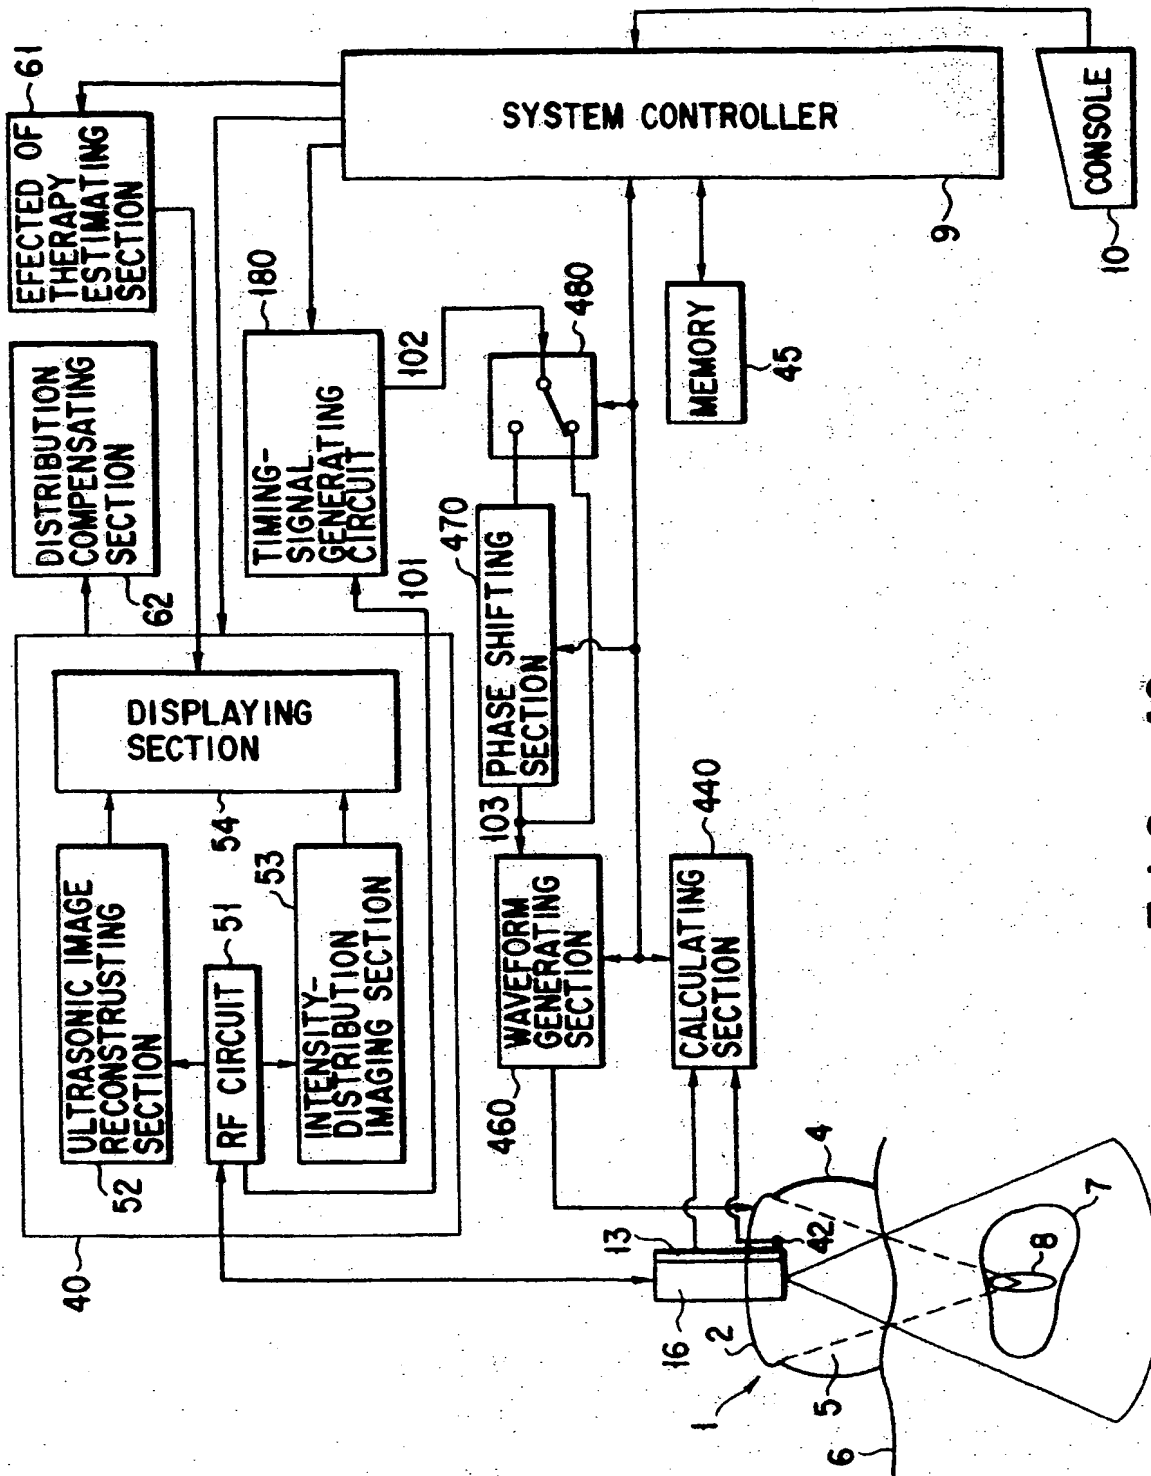 40
52
ULTRASONIC IMAGE
RECONSTRUSTING
SECTION
RF CIRCUIT
51
INTENSITY-
DISTRIBUTION
IMAGING SECTION
53
54
DISPLAYING
SECTION
62
DISTRIBUTION
COMPENSATING
SECTION
EFECTED OF
THERAPY
ESTIMATING
SECTION
61
101
TIMING-
SIGNAL
GENERATING
CIRCUIT
180
102
460
WAVEFORM
GENERATING
SECTION
103
PHASE SHIFTING
SECTION
470
480
SYSTEM CONTROLLER
9
CALCULATING
SECTION
440
MEMORY
45
10
CONSOLE
1
2
16
13
42
4
5
6
7
8